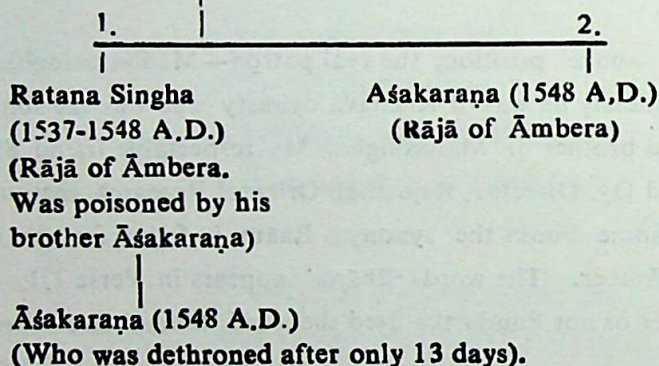 1. 2.
Ratana Singha Aśakaraṇa (1548 A,D.)
(1537-1548 A.D.) (Rājā of Āmbera)
(Rājā of Āmbera.
Was poisoned by his
brother Āśakaraṇa)
Āśakaraṇa (1548 A.D.)
(Who was dethroned after only 13 days).